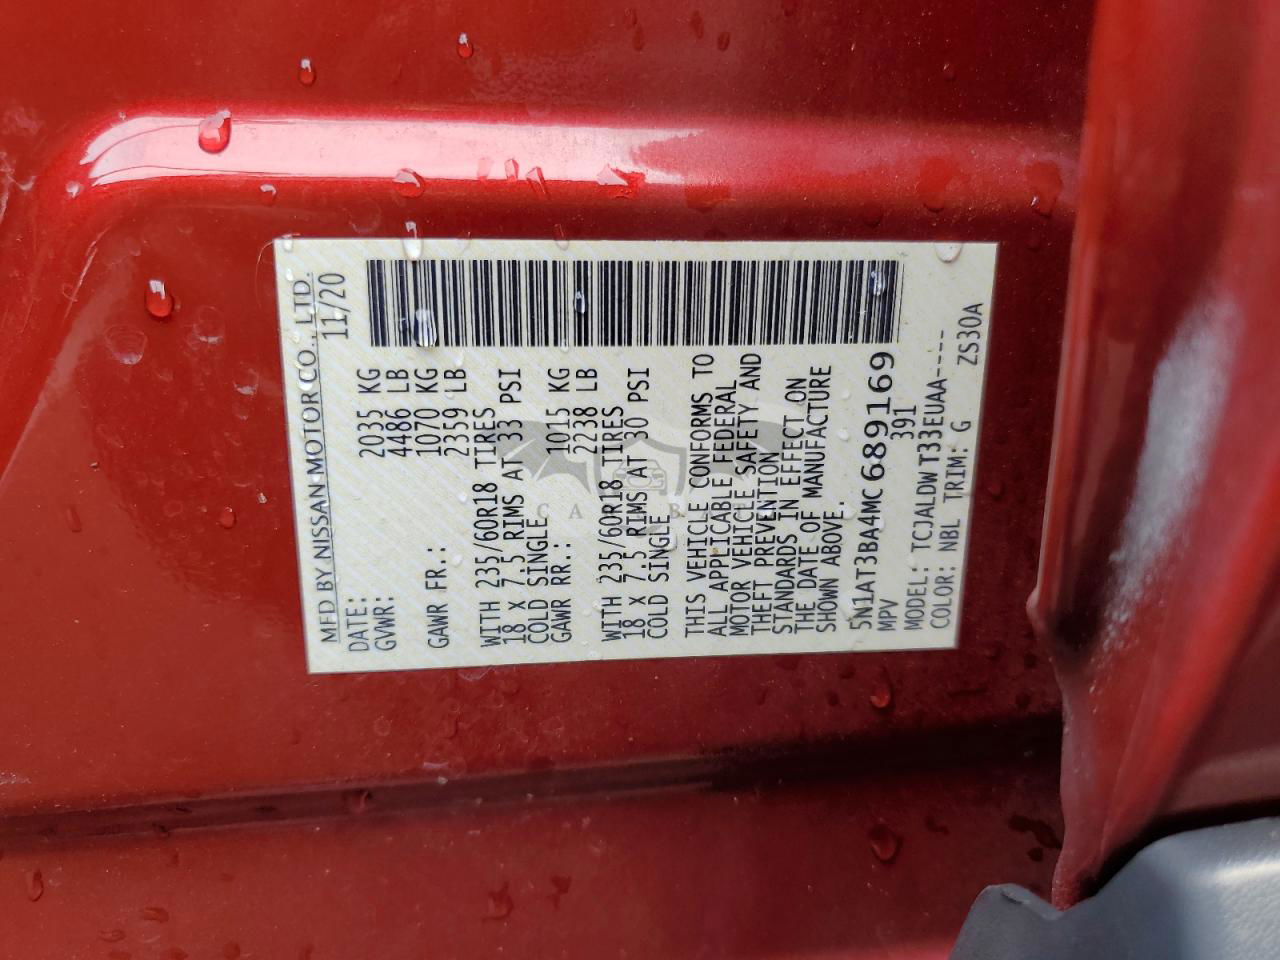 MFD BY NISSAN MOTOR CO., LTD.
DATE: 11/20
GVWR: 2035 KG
4486 LB
GAWR FR.: 1070 KG
2359 LB
WITH 235/60R18 TIRES
18 x 7.5 RIMS AT 33 PSI
COLD SINGLE
GAWR RR.: 1015 KG
2238 LB
WITH 235/60R18 TIRES
18 x 7.5 RIMS AT 30 PSI
COLD SINGLE
THIS VEHICLE CONFORMS TO
ALL APPLICABLE FEDERAL
MOTOR VEHICLE SAFETY AND
THEFT PREVENTION
STANDARDS IN EFFECT ON
THE DATE OF MANUFACTURE
SHOWN ABOVE.
5N1AT3BA4MC689169
MPV 391
MODEL: TCJALDWT33EUAA----
COLOR: NBL TRIM: G ZS30A